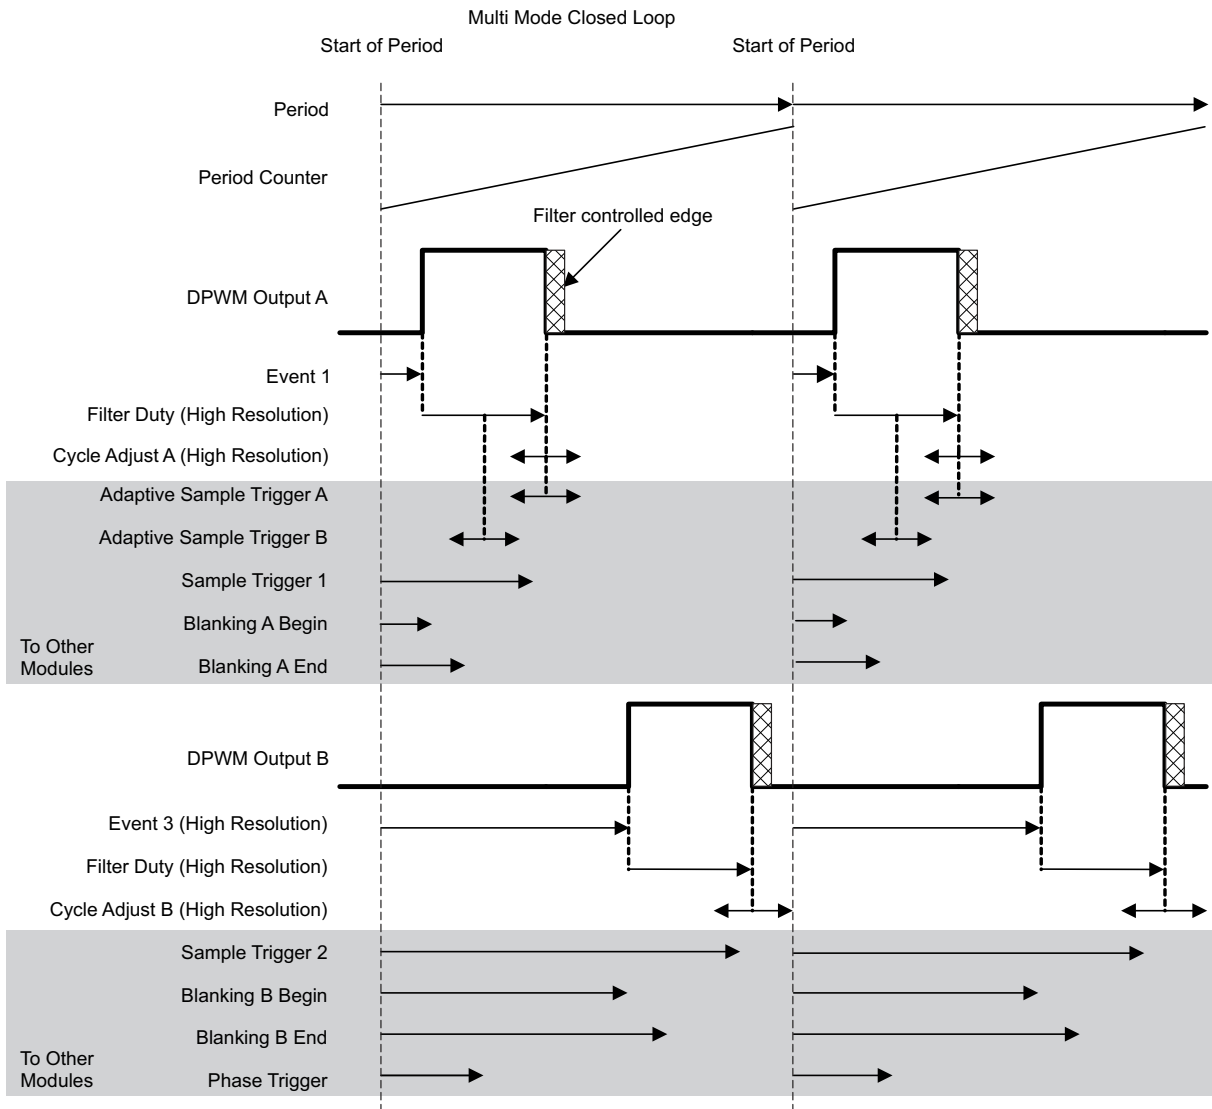 Multi Mode Closed Loop
Start of Period
Start of Period
Period
Period Counter
Filter controlled edge
DPWM Output A
Event 1
Filter Duty (High Resolution)
Cycle Adjust A (High Resolution)
Adaptive Sample Trigger A
Adaptive Sample Trigger B
Sample Trigger 1
Blanking A Begin
To Other
Modules
Blanking A End
DPWM Output B
Event 3 (High Resolution)
Filter Duty (High Resolution)
Cycle Adjust B (High Resolution)
Sample Trigger 2
Blanking B Begin
Blanking B End
To Other
Modules
Phase Trigger